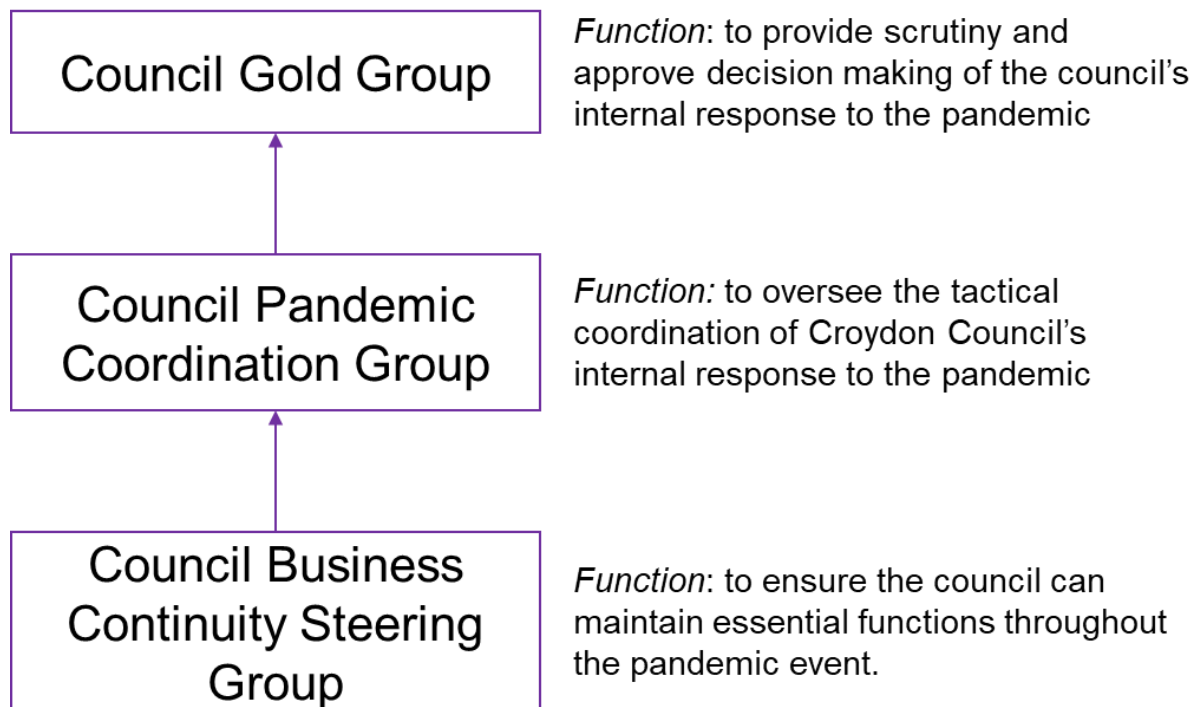 Council Gold Group
Function: to provide scrutiny and
approve decision making of the council's
internal response to the pandemic
Council Pandemic
Coordination Group
Function: to oversee the tactical
coordination of Croydon Council's
internal response to the pandemic
Council Business
Continuity Steering
Group
Function: to ensure the council can
maintain essential functions throughout
the pandemic event.